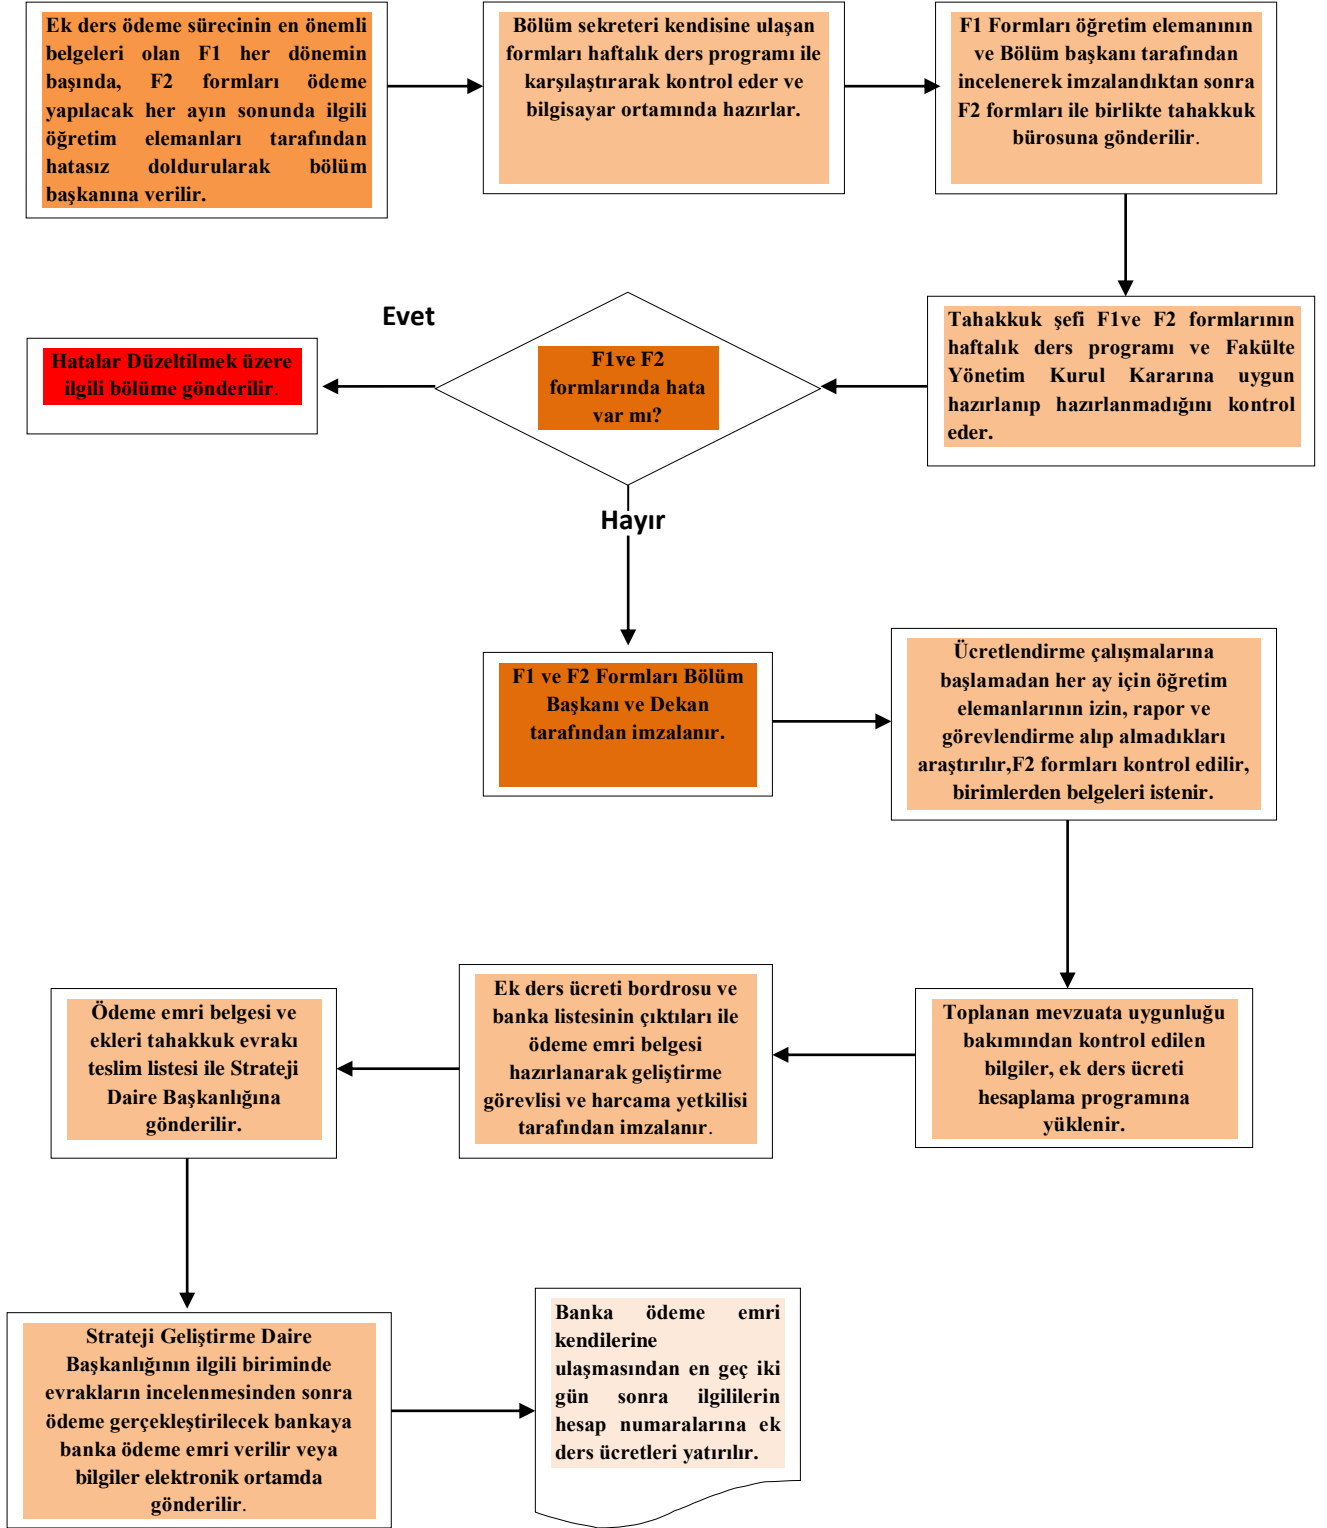 Ek ders ödeme sürecinin en önemli
belgeleri olan F1 her dönemin
başında, F2 formları ödeme
yapılacak her ayın sonunda ilgili
öğretim elemanları tarafından
hatasız doldurularak bölüm
başkanına verilir.
Bölüm sekreteri kendisine ulaşan
formları haftalık ders programı ile
karşılaştırarak kontrol eder ve
bilgisayar ortamında hazırlar.
F1 Formları öğretim elemanının
ve Bölüm başkanı tarafından
incelenerek imzalandıktan sonra
F2 formları ile birlikte tahakkuk
bürosuna gönderilir.
Tahakkuk şefi F1ve F2 formlarının
haftalık ders programı ve Fakülte
Yönetim Kurul Kararına uygun
hazırlanıp hazırlanmadığını kontrol
eder.
F1ve F2
formlarında hata
var mı?
Evet
Hatalar Düzeltilmek üzere
ilgili bölüme gönderilir.
Hayır
F1 ve F2 Formları Bölüm
Başkanı ve Dekan
tarafından imzalanır.
Ücretlendirme çalışmalarına
başlamadan her ay için öğretim
elemanlarının izin, rapor ve
görevlendirme alıp almadıkları
araştırılır,F2 formları kontrol edilir,
birimlerden belgeleri istenir.
Toplanan mevzuata uygunluğu
bakımından kontrol edilen
bilgiler, ek ders ücreti
hesaplama programına
yüklenir.
Ek ders ücreti bordrosu ve
banka listesinin çıktıları ile
ödeme emri belgesi
hazırlanarak geliştirme
görevlisi ve harcama yetkilisi
tarafından imzalanır.
Ödeme emri belgesi ve
ekleri tahakkuk evrakı
teslim listesi ile Strateji
Daire Başkanlığına
gönderilir.
Strateji Geliştirme Daire
Başkanlığının ilgili biriminde
evrakların incelenmesinden sonra
ödeme gerçekleştirilecek bankaya
banka ödeme emri verilir veya
bilgiler elektronik ortamda
gönderilir.
Banka ödeme emri
kendilerine
ulaşmasından en geç iki
gün sonra ilgililerin
hesap numaralarına ek
ders ücretleri yatırılır.